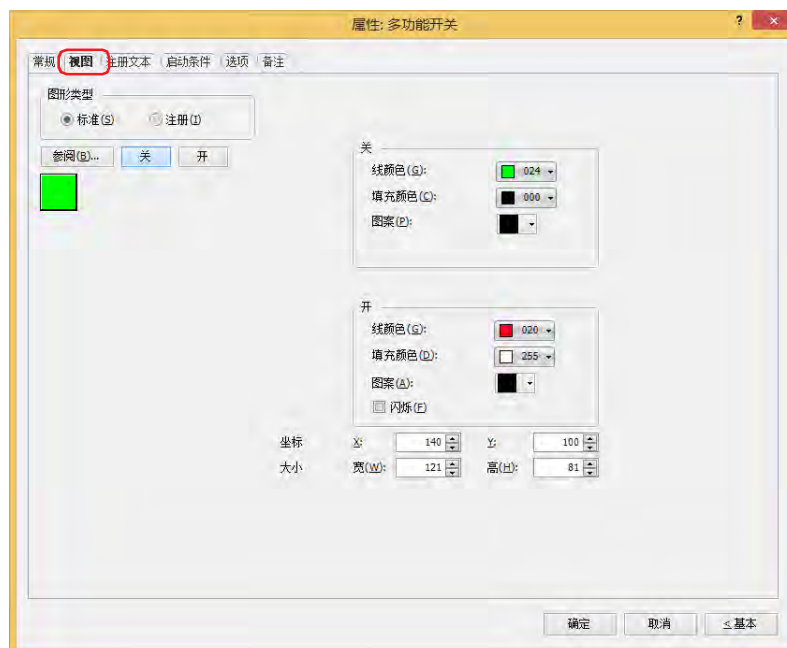 属性: 多功能开关 ? ×
常规 视图 注册文本 启动条件 选项 备注
图形类型
标准(S) 注册(I)
参阅(B)... 关 开
关
线颜色(G): 024
填充颜色(C): 000
图案(P):
开
线颜色(G): 020
填充颜色(D): 255
图案(A):
闪烁(F)
坐标 X: 140 Y: 100
大小 宽(W): 121 高(H): 81
确定 取消 <基本